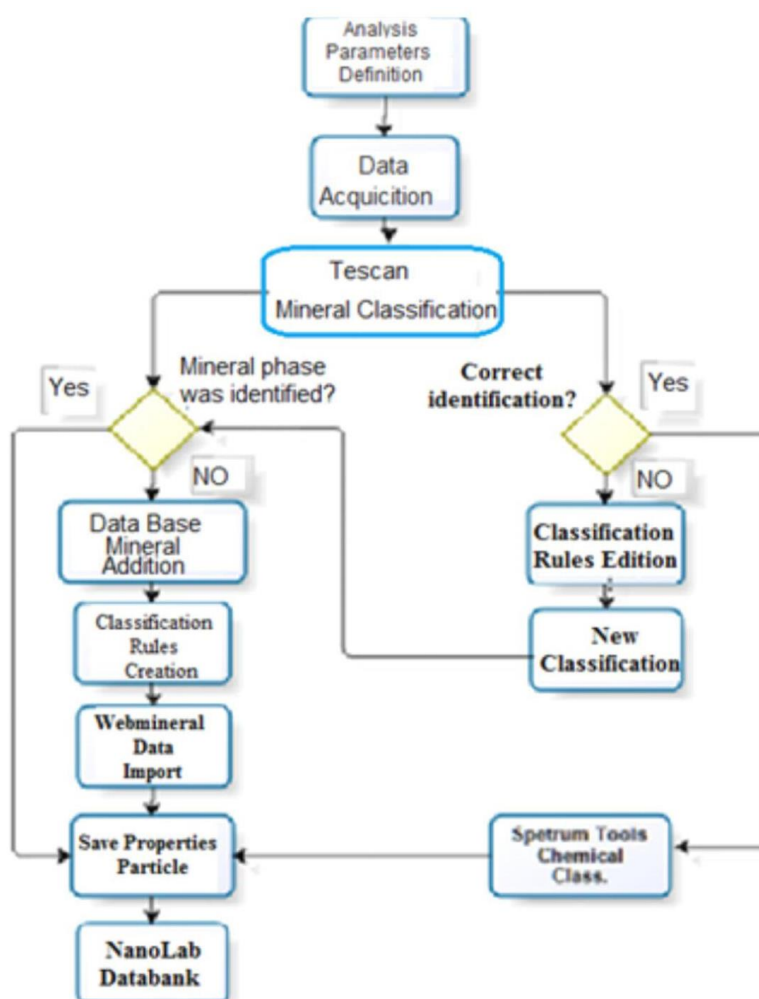 Analysis
Parameters
Definition
Data
Acquicition
Tescan
Mineral Classification
Yes
Mineral phase
was identified?
Correct
identification?
Yes
NO
NO
Data Base
Mineral
Addition
Classification
Rules Edition
Classification
Rules
Creation
New
Classification
Webmineral
Data
Import
Save Properties
Particle
Spetrum Tools
Chemical
Class.
NanoLab
Databank